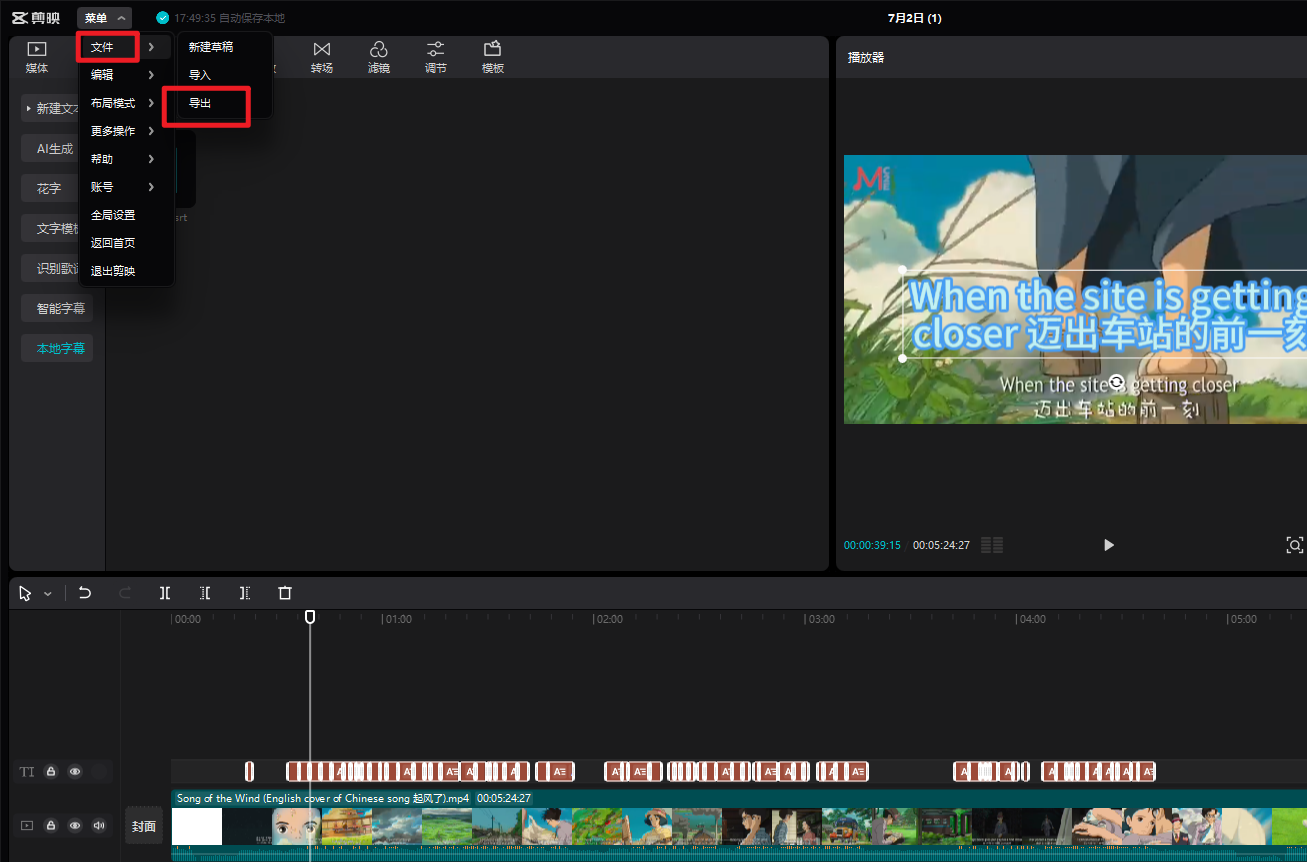 剪映
菜单
17:49:35 自动保存本地
7月2日 (1)
文件
新建草稿
编辑
导入
布局模式
导出
更多操作
帮助
账号
全局设置
返回首页
退出剪映
媒体
转场
滤镜
调节
模板
新建文
AI生成
花字
文字模
识别歌
智能字幕
本地字幕
srt
播放器
When the site is getting
closer 迈出车站的前一刻
When the site is getting closer
迈出车站的前一刻
00:00:39:15
00:05:24:27
00:00
01:00
02:00
03:00
04:00
05:00
TI
封面
Song of the Wind (English cover of Chinese song 起风了).mp4 00:05:24:27